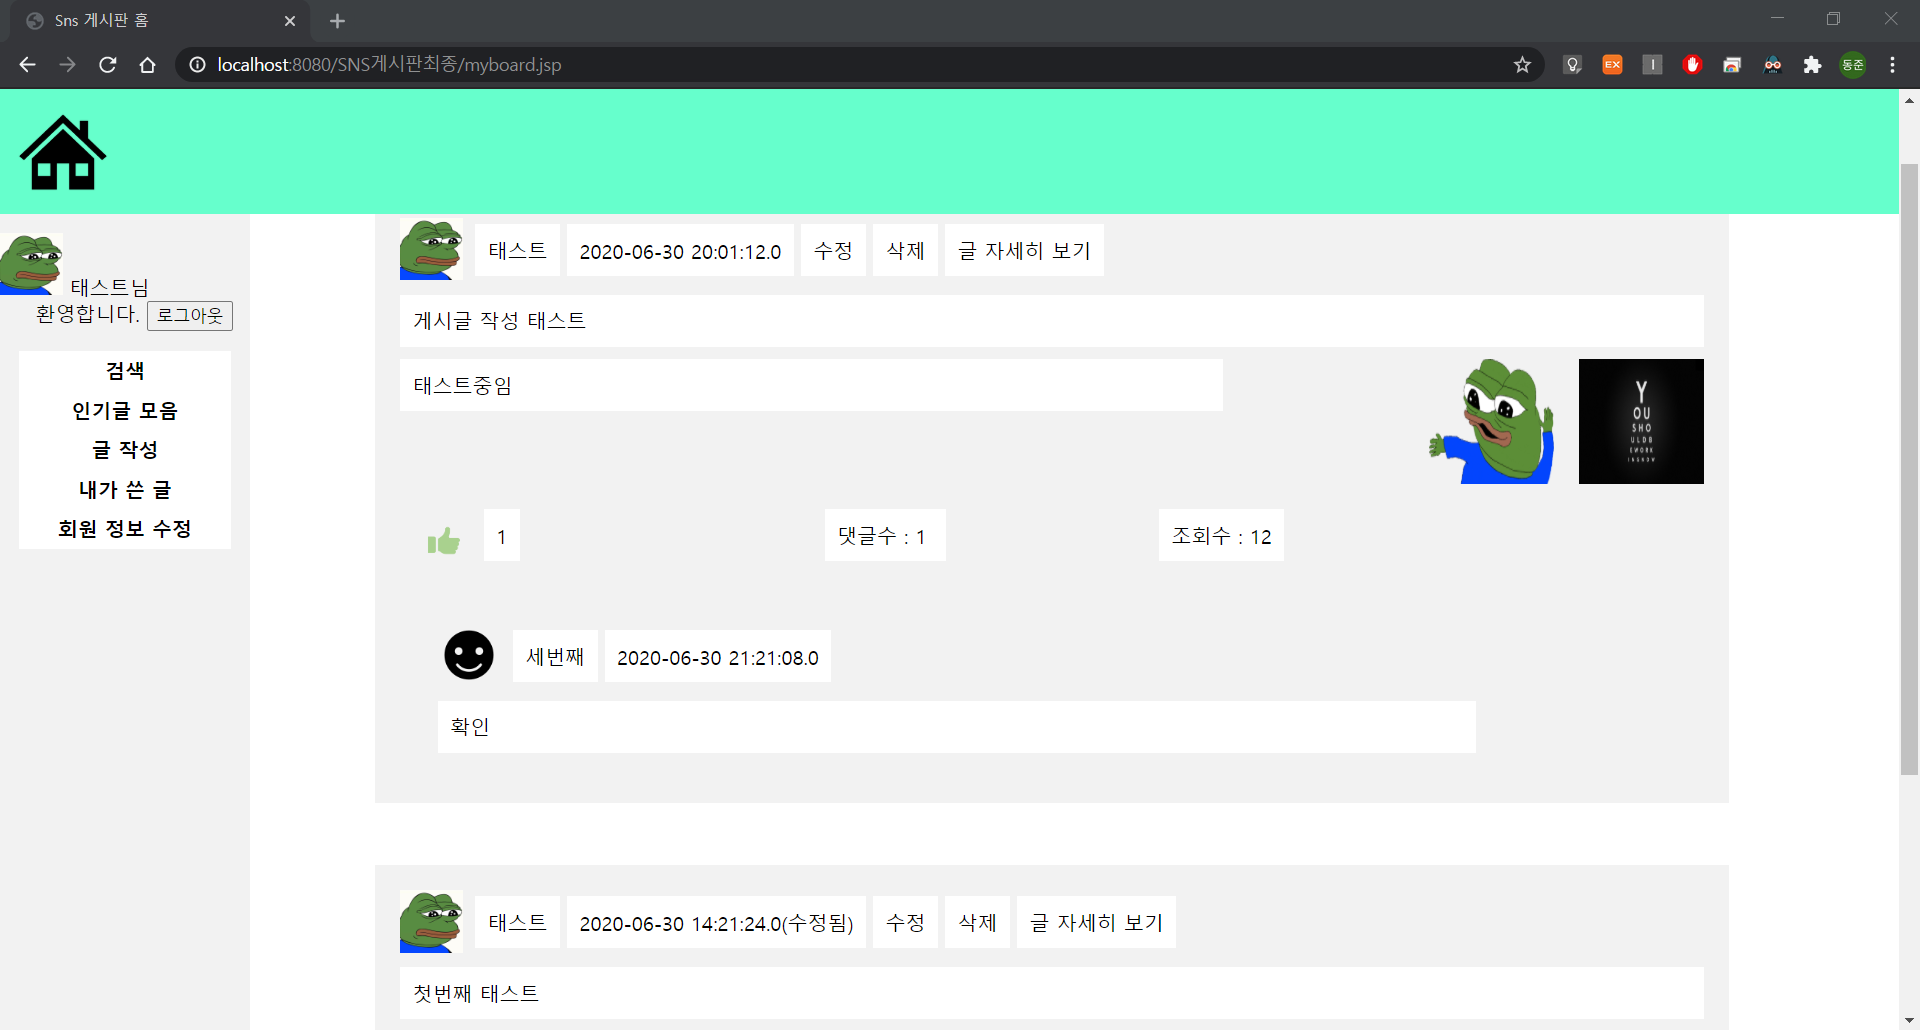 Sns 게시판 홈
localhost:8080/SNS게시판최종/myboard.jsp
EX
I
동준
태스트님
환영합니다. 로그아웃
검색
인기글 모음
글 작성
내가 쓴 글
회원 정보 수정
태스트 2020-06-30 20:01:12.0 수정 삭제 글 자세히 보기
게시글 작성 태스트
태스트중임
Y
OU
SHO
ULDB
EWORK
INGNOW
1 댓글수 : 1 조회수 : 12
세번째 2020-06-30 21:21:08.0
확인
태스트 2020-06-30 14:21:24.0(수정됨) 수정 삭제 글 자세히 보기
첫번째 태스트